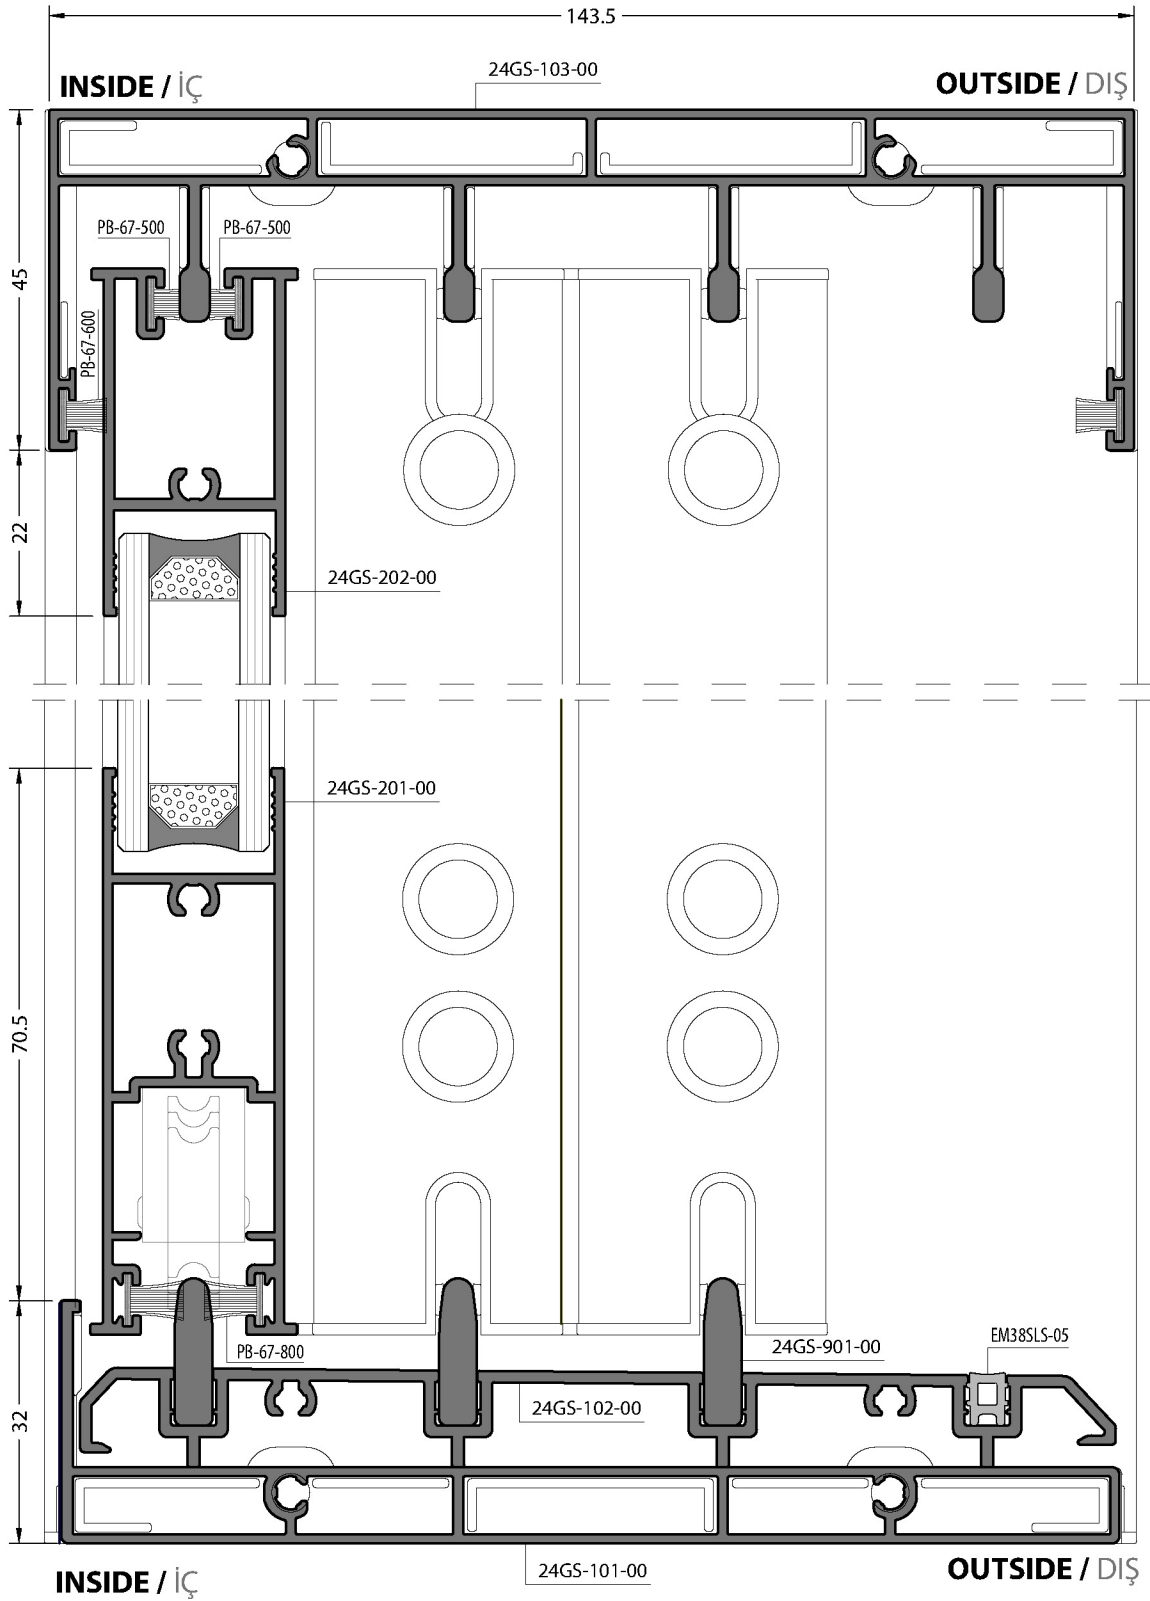 143.5
INSIDE / İÇ
24GS-103-00
OUTSIDE / DIŞ
PB-67-500
PB-67-500
45
PB-67-600
22
24GS-202-00
24GS-201-00
70.5
PB-67-800
24GS-901-00
EM38SLS-05
24GS-102-00
32
24GS-101-00
INSIDE / İÇ
OUTSIDE / DIŞ